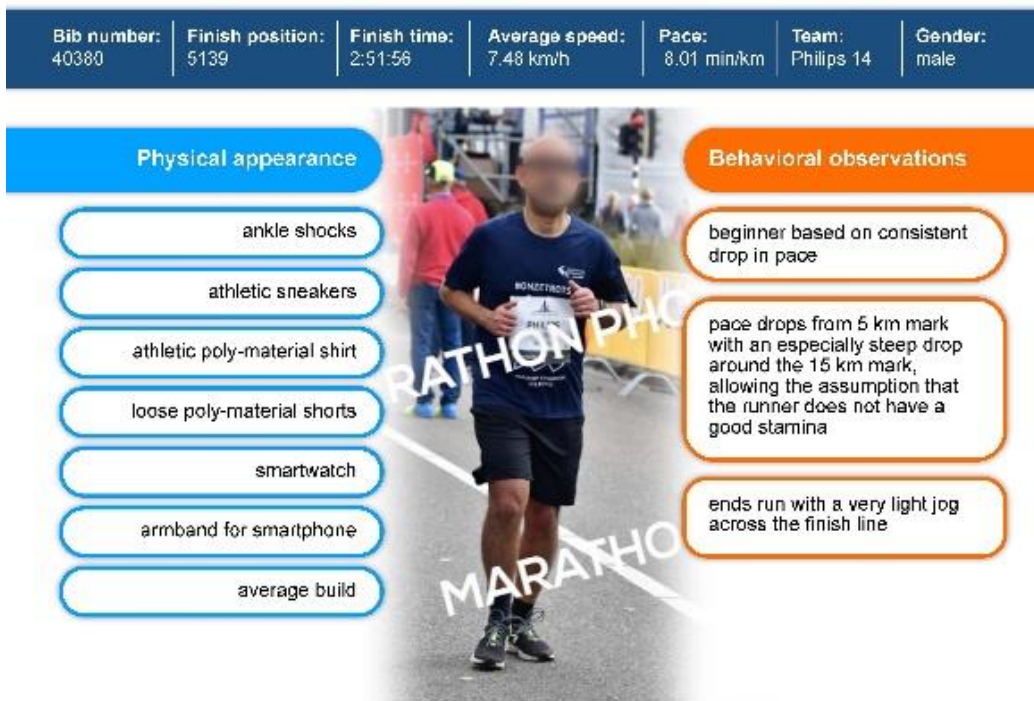 Bib number:
40380
Finish position:
5139
Finish time:
2:51:56
Average speed:
7.48 km/h
Pace:
8.01 min/km
Team:
Philips 14
Gender:
male
Physical appearance
ankle shocks
athletic sneakers
athletic poly-material shirt
loose poly-material shorts
smartwatch
armband for smartphone
average build
PHILIPS
RATHON PHO
MARATHO
Behavioral observations
beginner based on consistent
drop in pace
pace drops from 5 km mark
with an especially steep drop
around the 15 km mark,
allowing the assumption that
the runner does not have a
good stamina
ends run with a very light jog
across the finish line